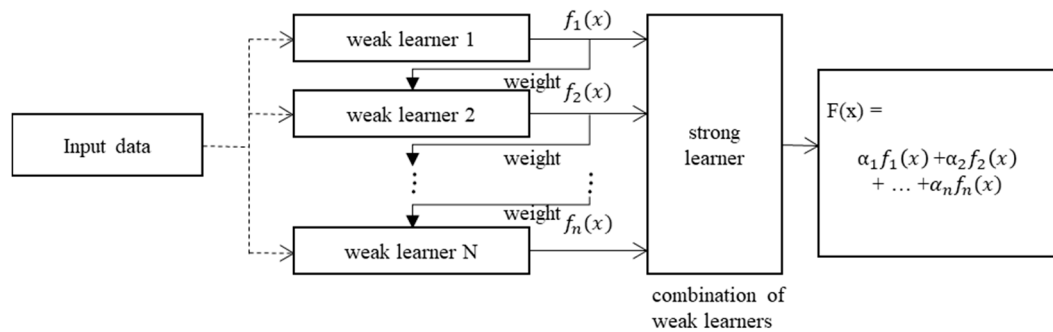 Input data
weak learner 1
f₁(x)
weight
weak learner 2
f₂(x)
weight
weight
weak learner N
fₙ(x)
strong
learner
combination of
weak learners
F(x) =
α₁f₁(x) +α₂f₂(x)
+ … +αₙfₙ(x)